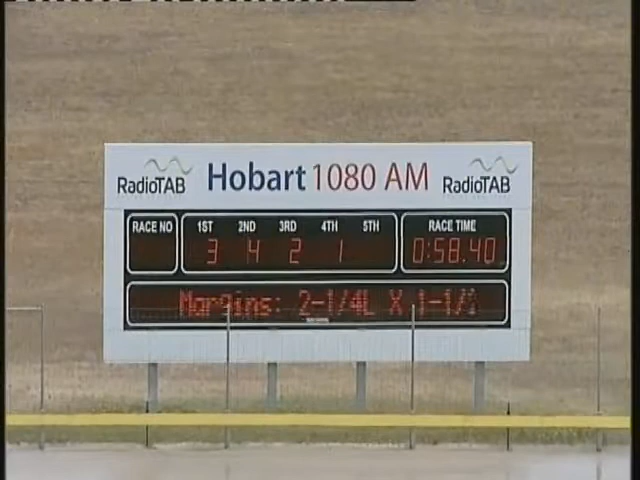 RadioTAB Hobart 1080 AM RadioTAB
RACE NO 1ST 2ND 3RD 4TH 5TH RACE TIME
3 4 2 1 0:58.40
Margins: 2-1/4L X 1-1/